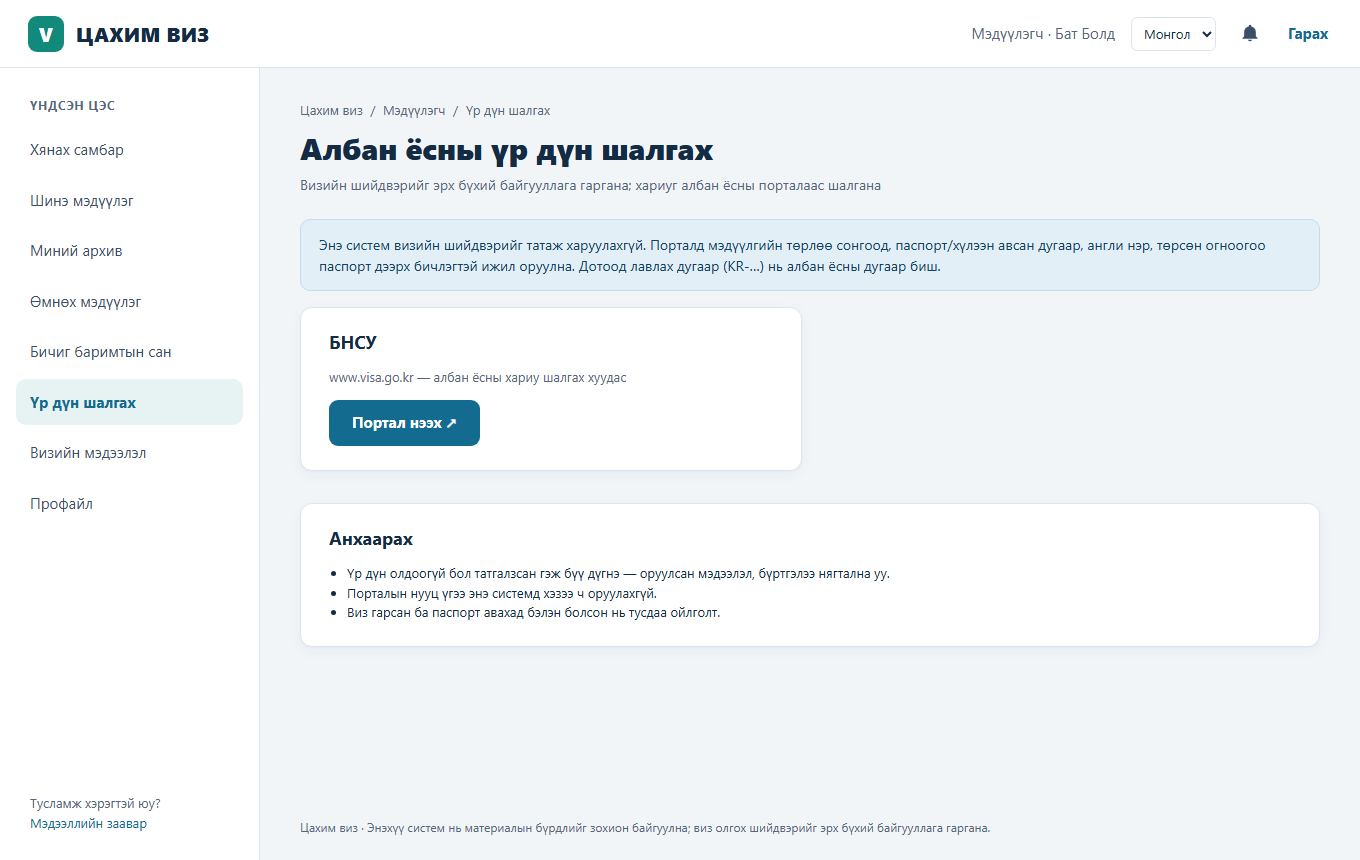 V ЦАХИМ ВИЗ
Мэдүүлэгч · Бат Болд
Монгол
Гарах
ҮНДСЭН ЦЭС
Хянах самбар
Шинэ мэдүүлэг
Миний архив
Өмнөх мэдүүлэг
Бичиг баримтын сан
Үр дүн шалгах
Визийн мэдээлэл
Профайл
Тусламж хэрэгтэй юу?
Мэдээллийн заавар
Цахим виз / Мэдүүлэгч / Үр дүн шалгах
Албан ёсны үр дүн шалгах
Визийн шийдвэрийг эрх бүхий байгууллага гаргана; хариуг албан ёсны порталаас шалгана
Энэ систем визийн шийдвэрийг татаж харуулахгүй. Порталд мэдүүлгийн төрлөө сонгоод, паспорт/хүлээн авсан дугаар, англи нэр, төрсөн огноогоо
паспорт дээрх бичлэгтэй ижил оруулна. Дотоод лавлах дугаар (KR-…) нь албан ёсны дугаар биш.
БНСУ
www.visa.go.kr — албан ёсны хариу шалгах хуудас
Портал нээх ↗
Анхаарах
• Үр дүн олдоогүй бол татгалзсан гэж бүү дүгнэ — оруулсан мэдээлэл, бүртгэлээ нягтална уу.
• Порталын нууц үгээ энэ системд хэзээ ч оруулахгүй.
• Виз гарсан ба паспорт авахад бэлэн болсон нь тусдаа ойлголт.
Цахим виз · Энэхүү систем нь материалын бүрдлийг зохион байгуулна; виз олгох шийдвэрийг эрх бүхий байгууллага гаргана.